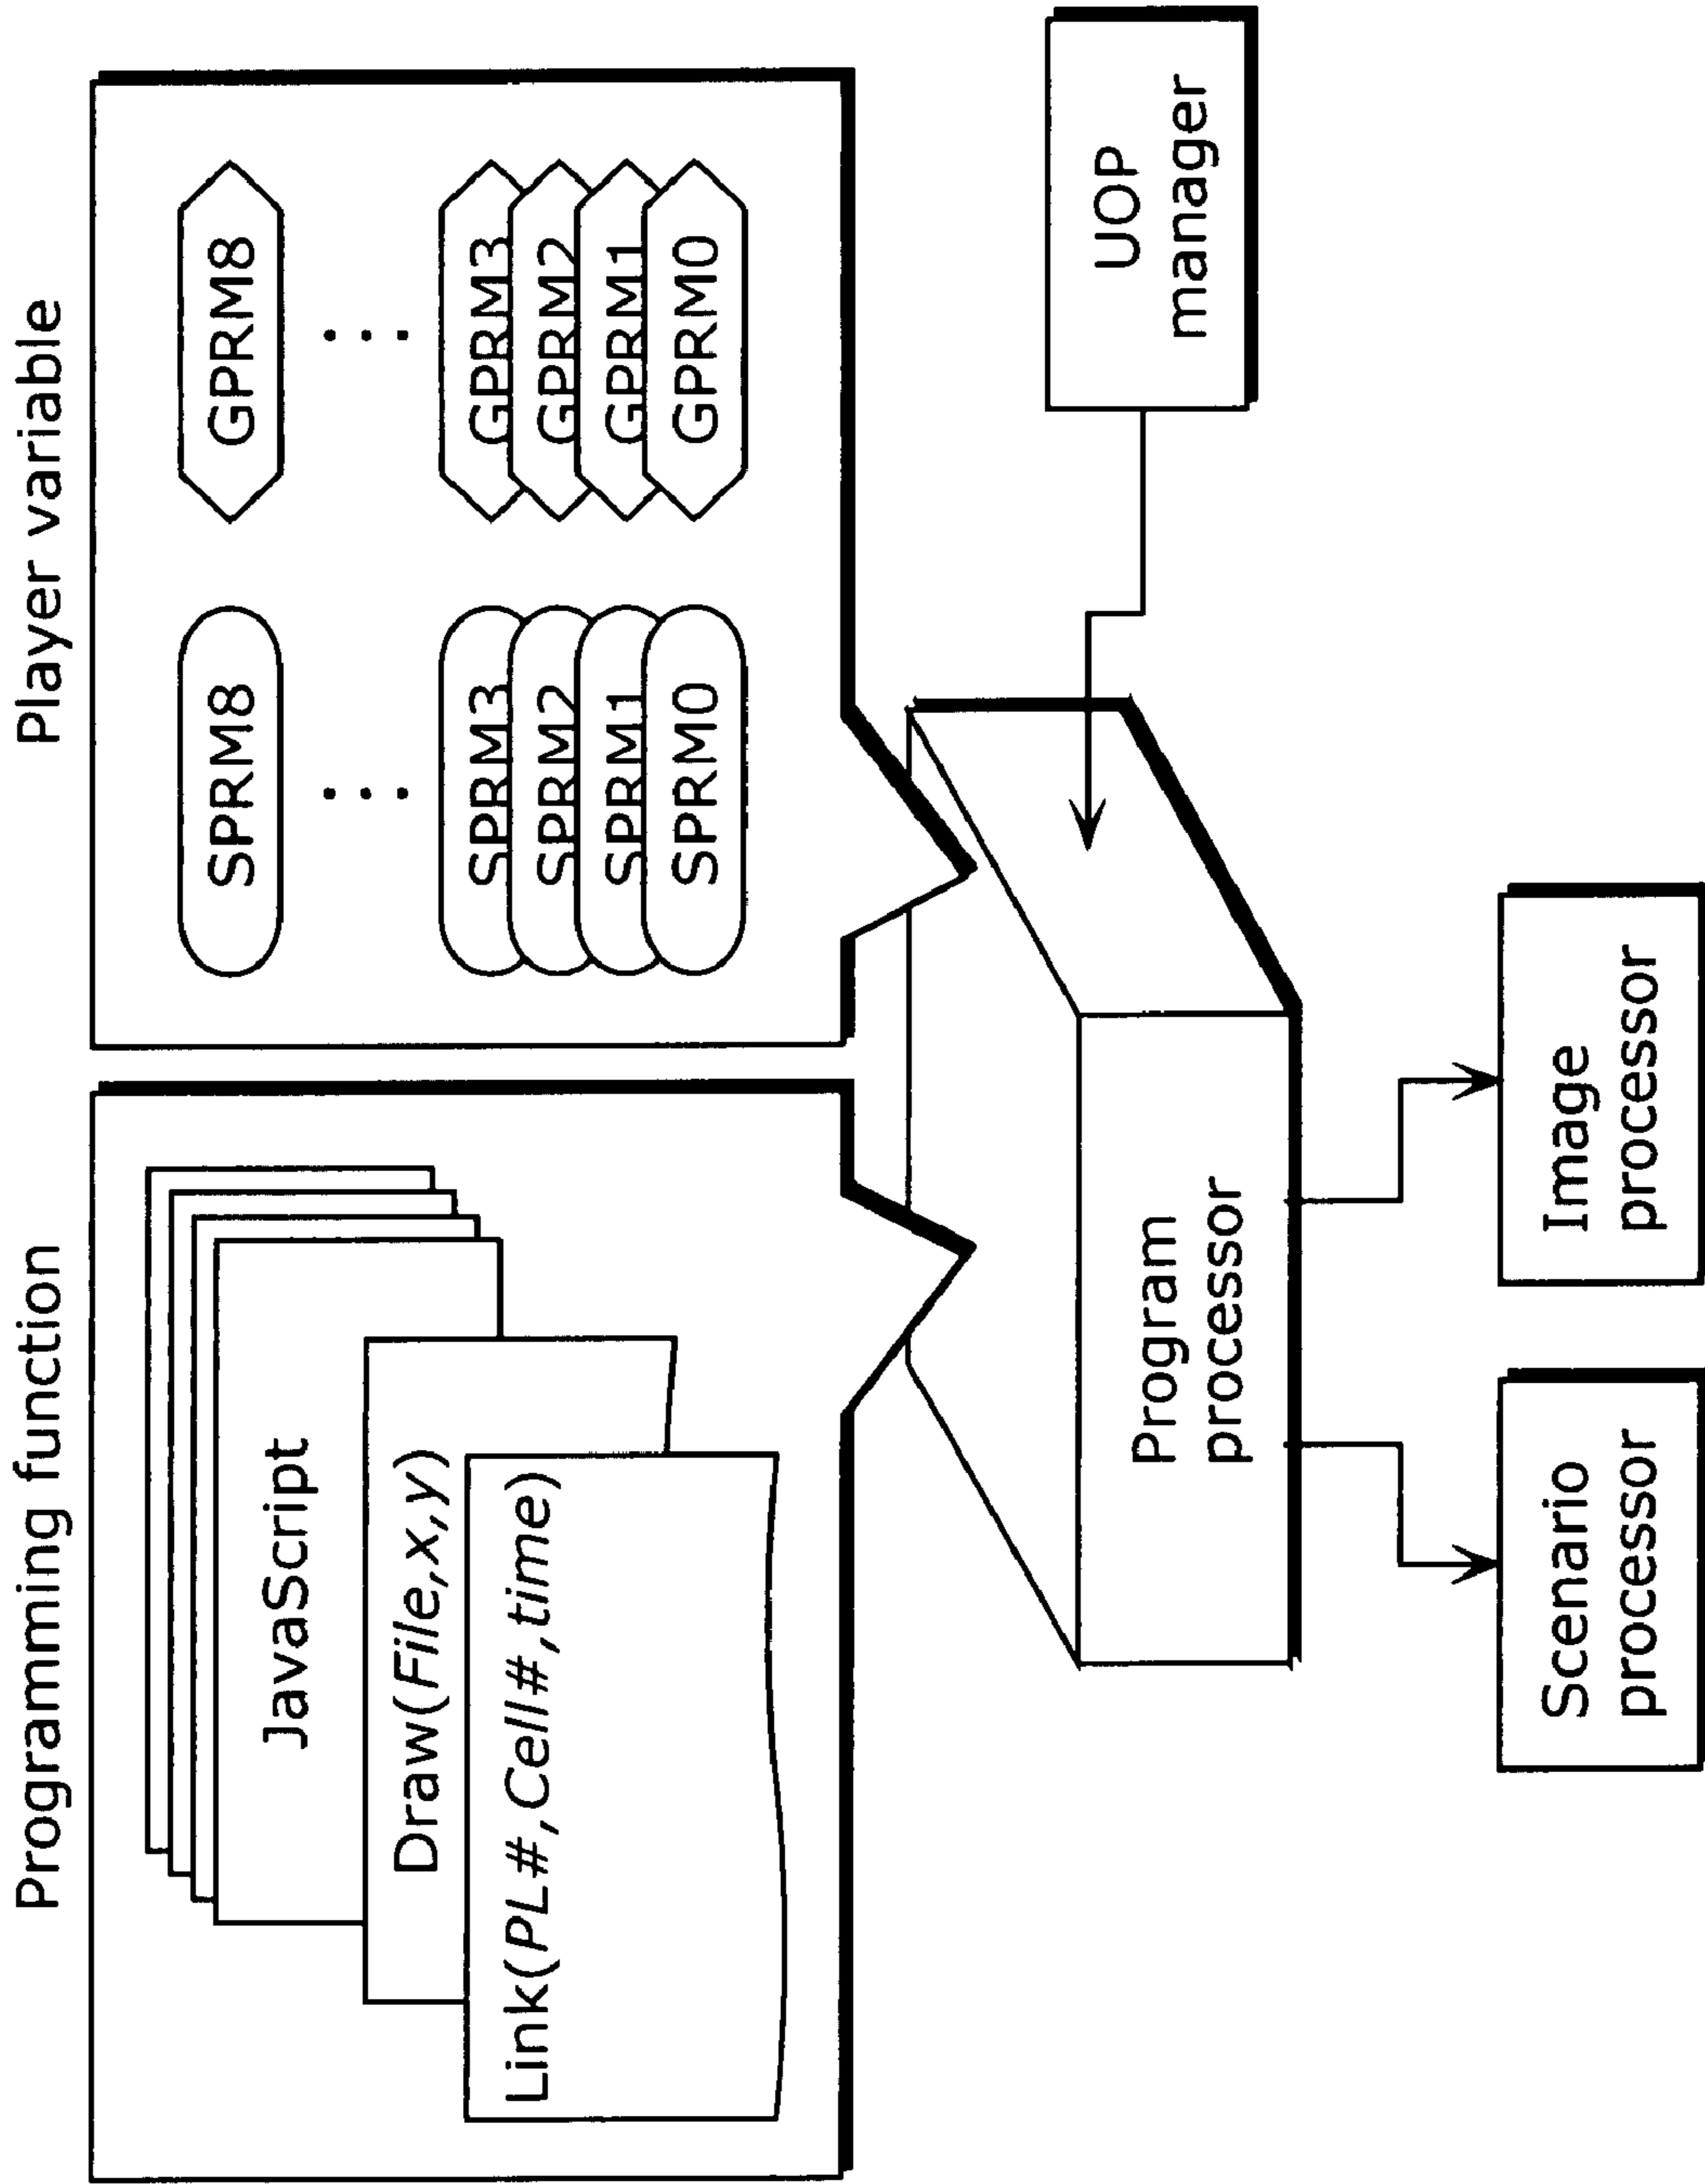 Programming function
JavaScript
Draw(File,x,y)
Link(PL#,Cell#,time)
Player variable
SPRM8
...
SPRM3
SPRM2
SPRM1
SPRM0
GPRM8
...
GPRM3
GPRM2
GPRM1
GPRM0
Program
processor
UOP
manager
Scenario
processor
Image
processor